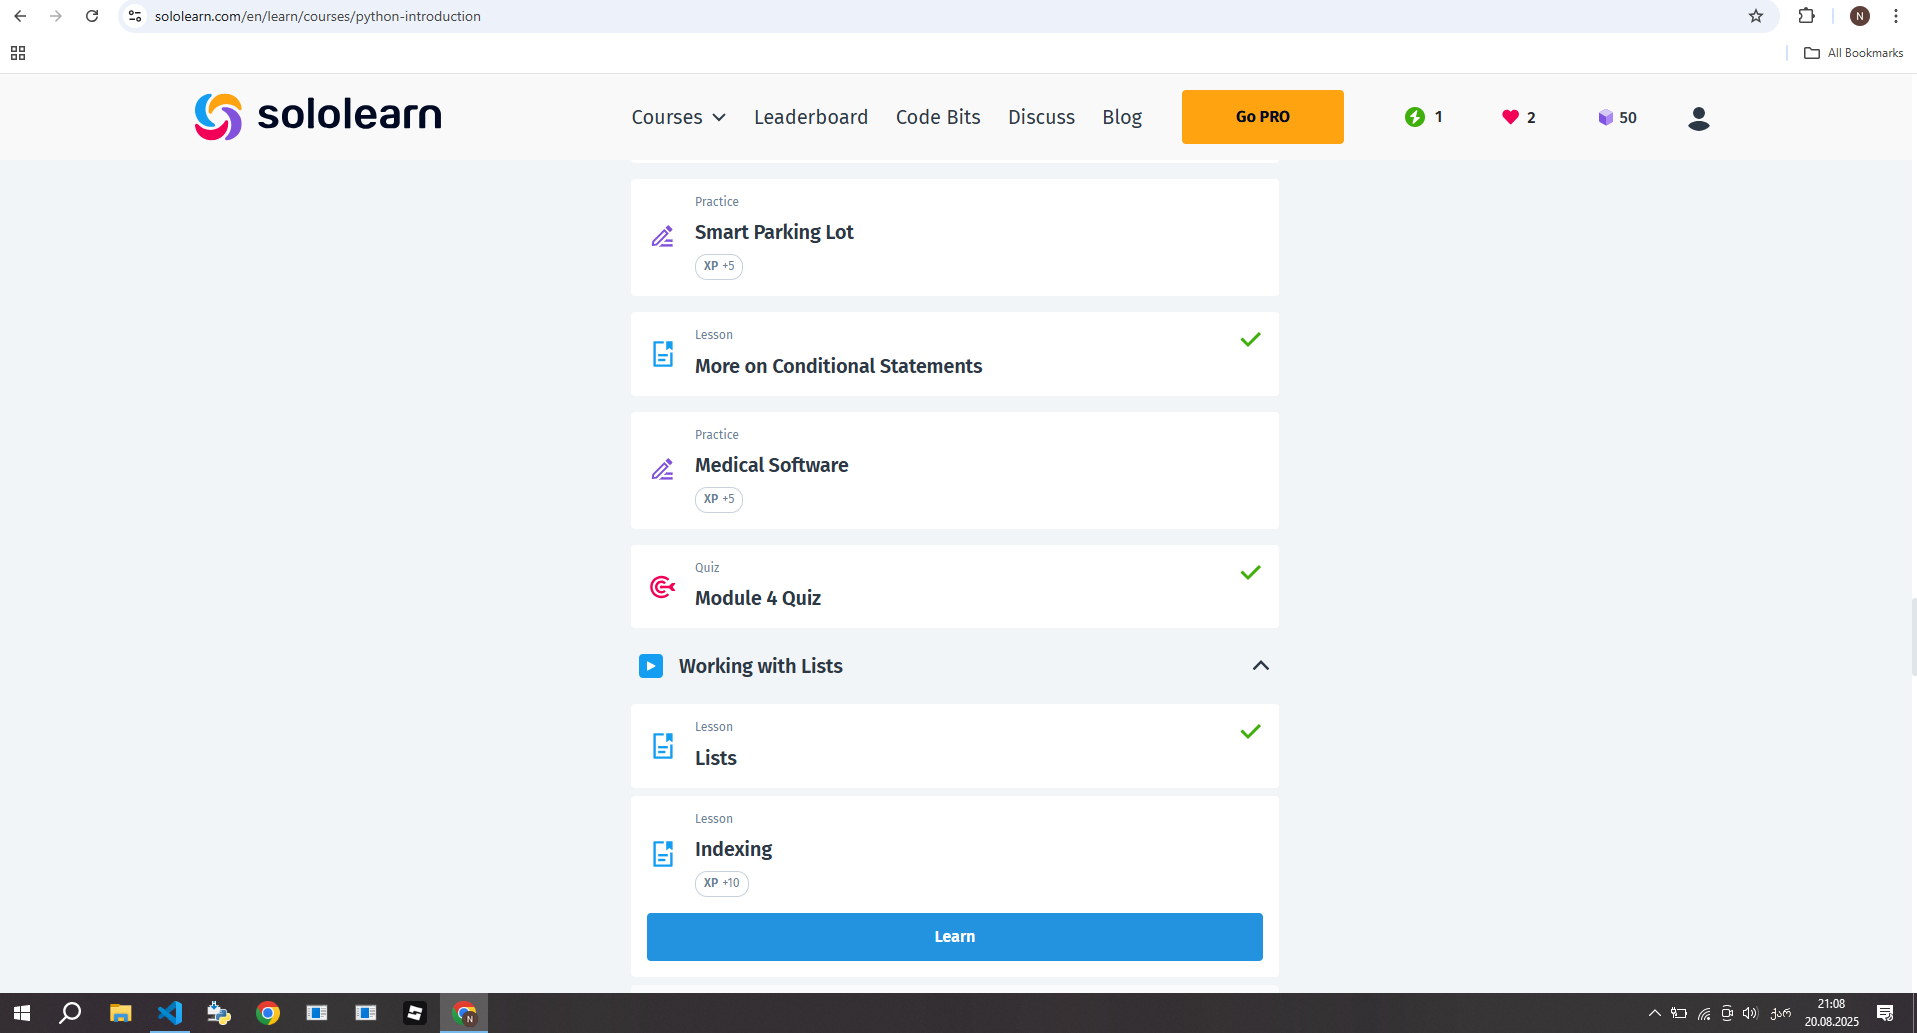 sololearn.com/en/learn/courses/python-introduction
N
All Bookmarks
sololearn
Courses
Leaderboard
Code Bits
Discuss
Blog
Go PRO
1
2
50
Practice
Smart Parking Lot
XP +5
Lesson
More on Conditional Statements
Practice
Medical Software
XP +5
Quiz
Module 4 Quiz
Working with Lists
Lesson
Lists
Lesson
Indexing
XP +10
Learn
N
ქარ
21:08
20.08.2025